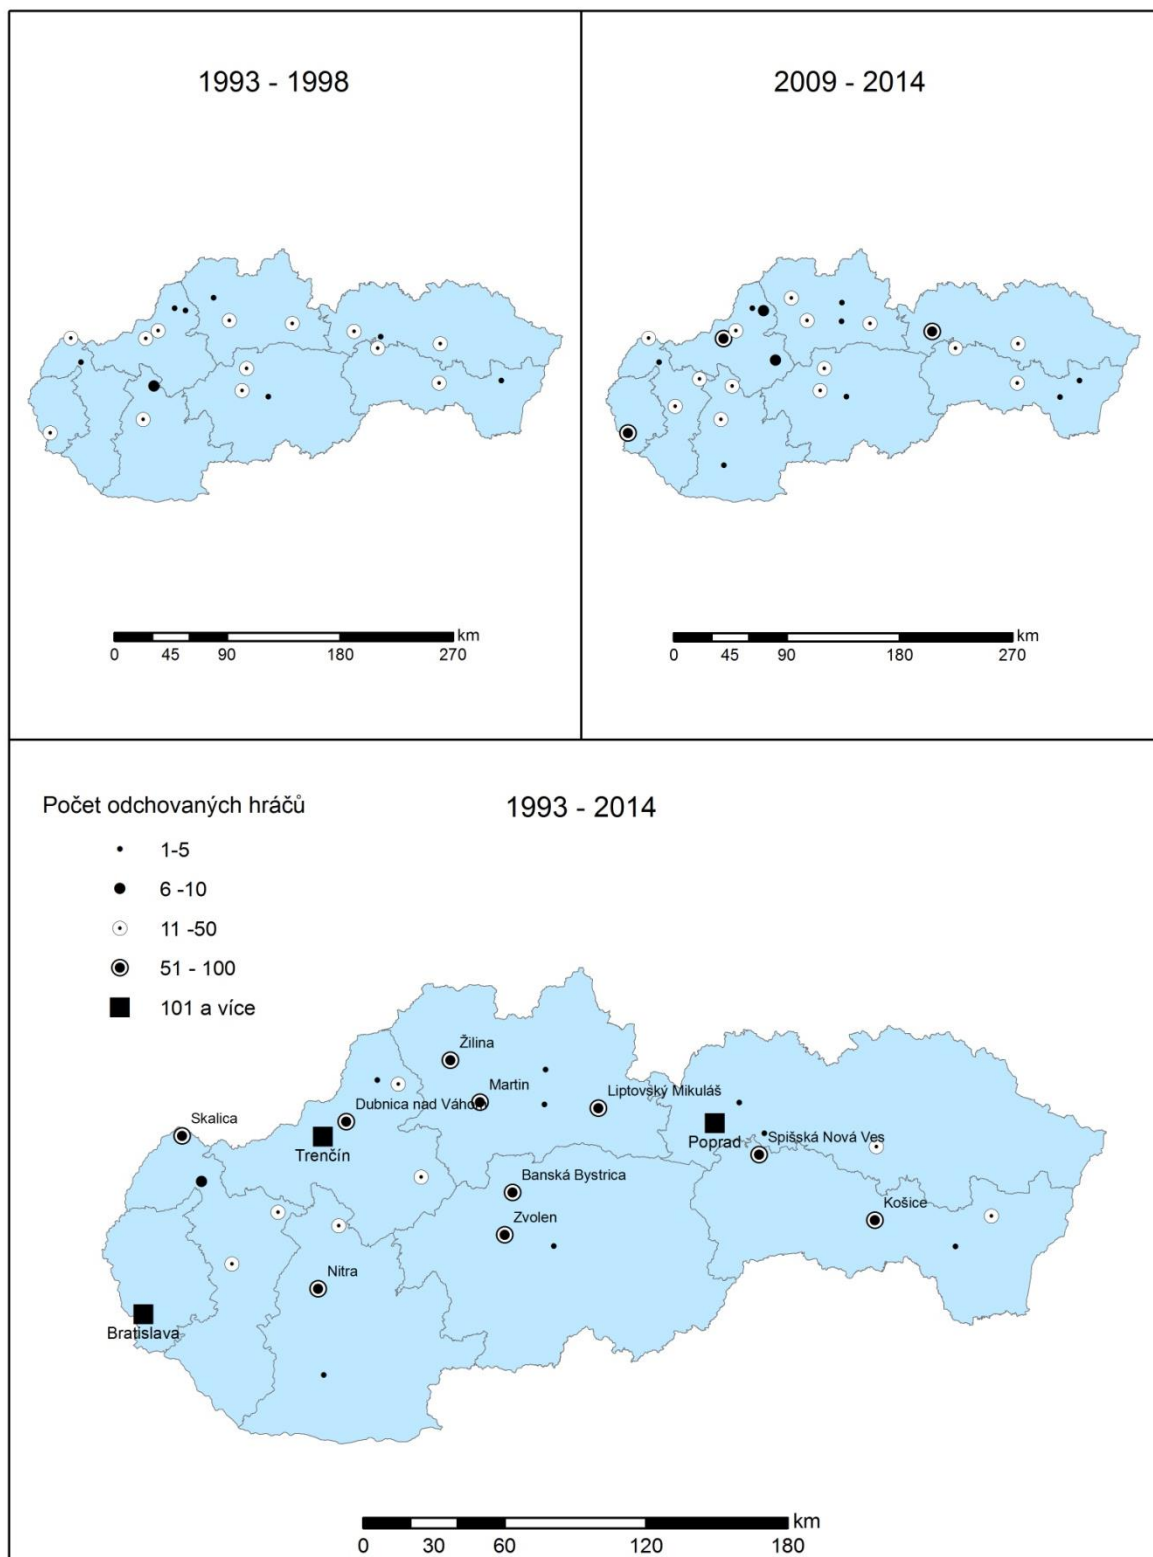 1993 - 1998
2009 - 2014
km
0 45 90 180 270
km
0 45 90 180 270
Počet odchovaných hráčů
1993 - 2014
1-5
6 -10
11 -50
51 - 100
101 a více
Žilina
Martin
Liptovský Mikuláš
Dubnica nad Váhom
Skalica
Trenčín
Poprad
Spišská Nová Ves
Banská Bystrica
Košice
Zvolen
Nitra
Bratislava
km
0 30 60 120 180